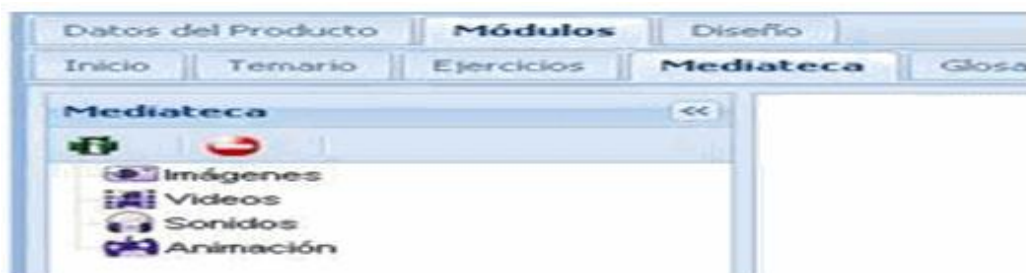 Datos del Producto Módulos Diseño
Inicio Temario Ejercicios Mediateca Glosa
Mediateca
Imágenes
Videos
Sonidos
Animación